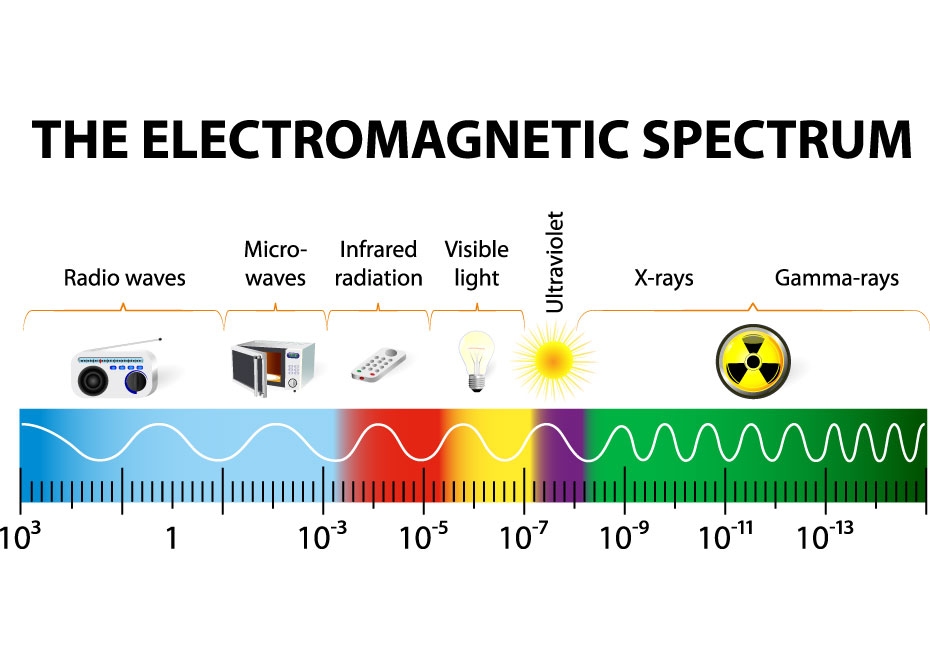 THE ELECTROMAGNETIC SPECTRUM
Radio waves
Micro-
waves
Infrared
radiation
Visible
light
Ultraviolet
X-rays
Gamma-rays
10³
1
10⁻³
10⁻⁵
10⁻⁷
10⁻⁹
10⁻¹¹
10⁻¹³